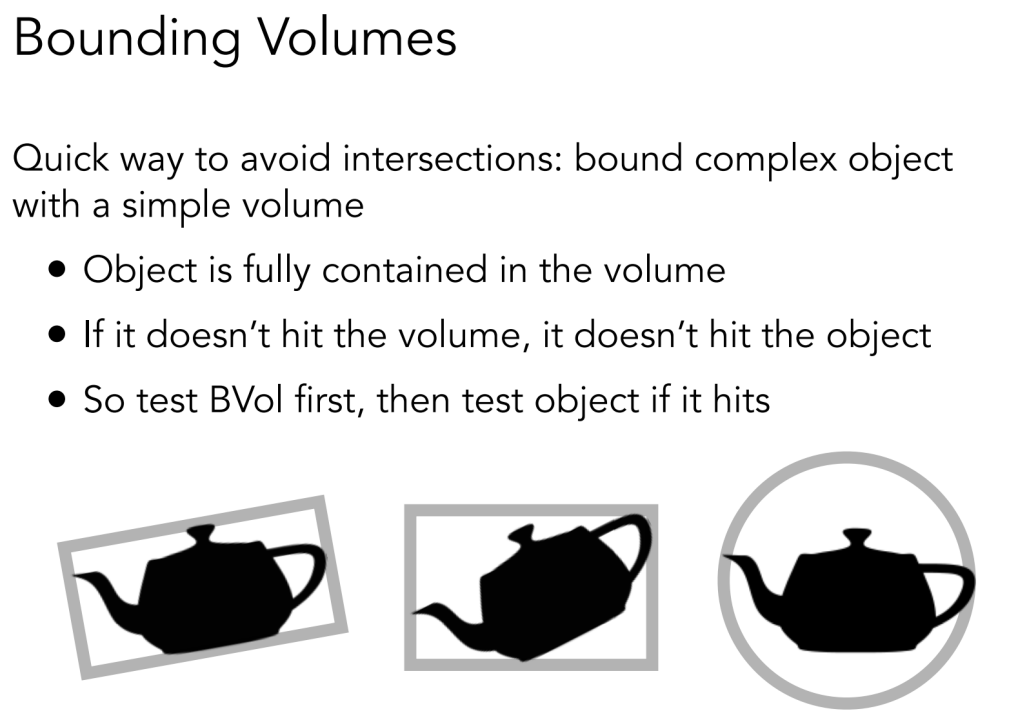 Bounding Volumes
Quick way to avoid intersections: bound complex object
with a simple volume
• Object is fully contained in the volume
• If it doesn’t hit the volume, it doesn’t hit the object
• So test BVol first, then test object if it hits